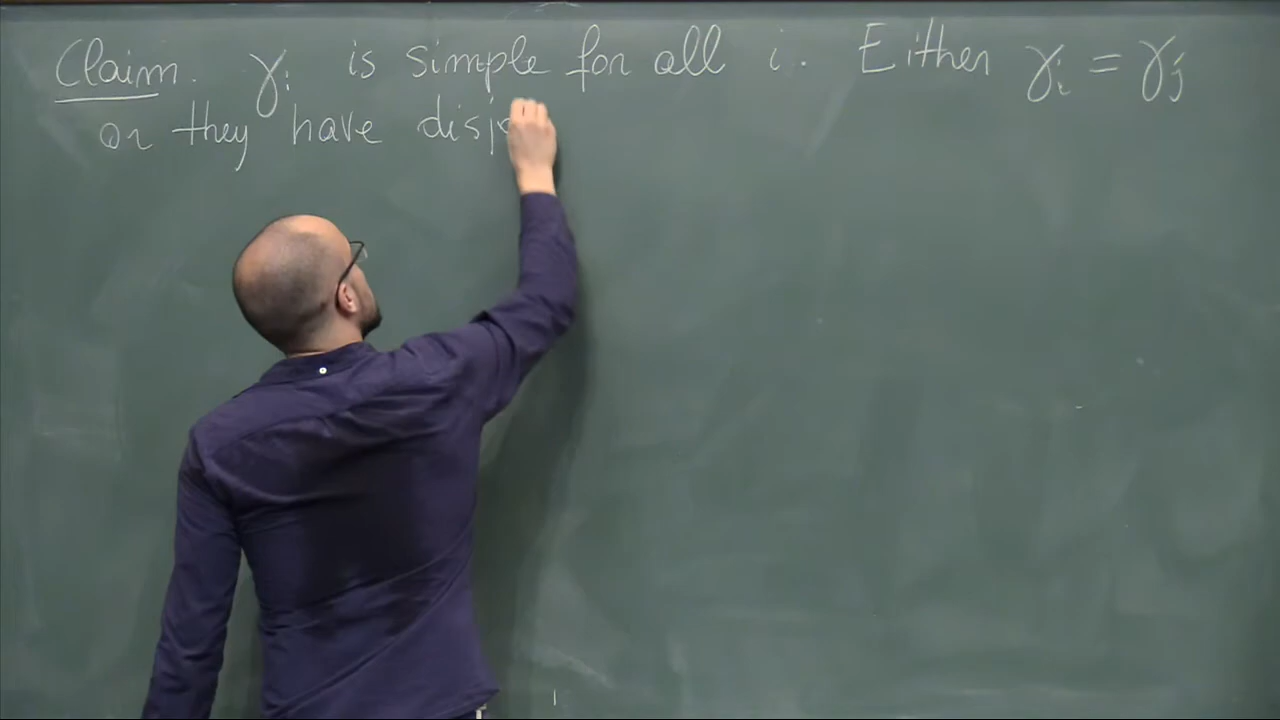 Claim. γᵢ is simple for all i. Either γᵢ = γⱼ
or they have disj